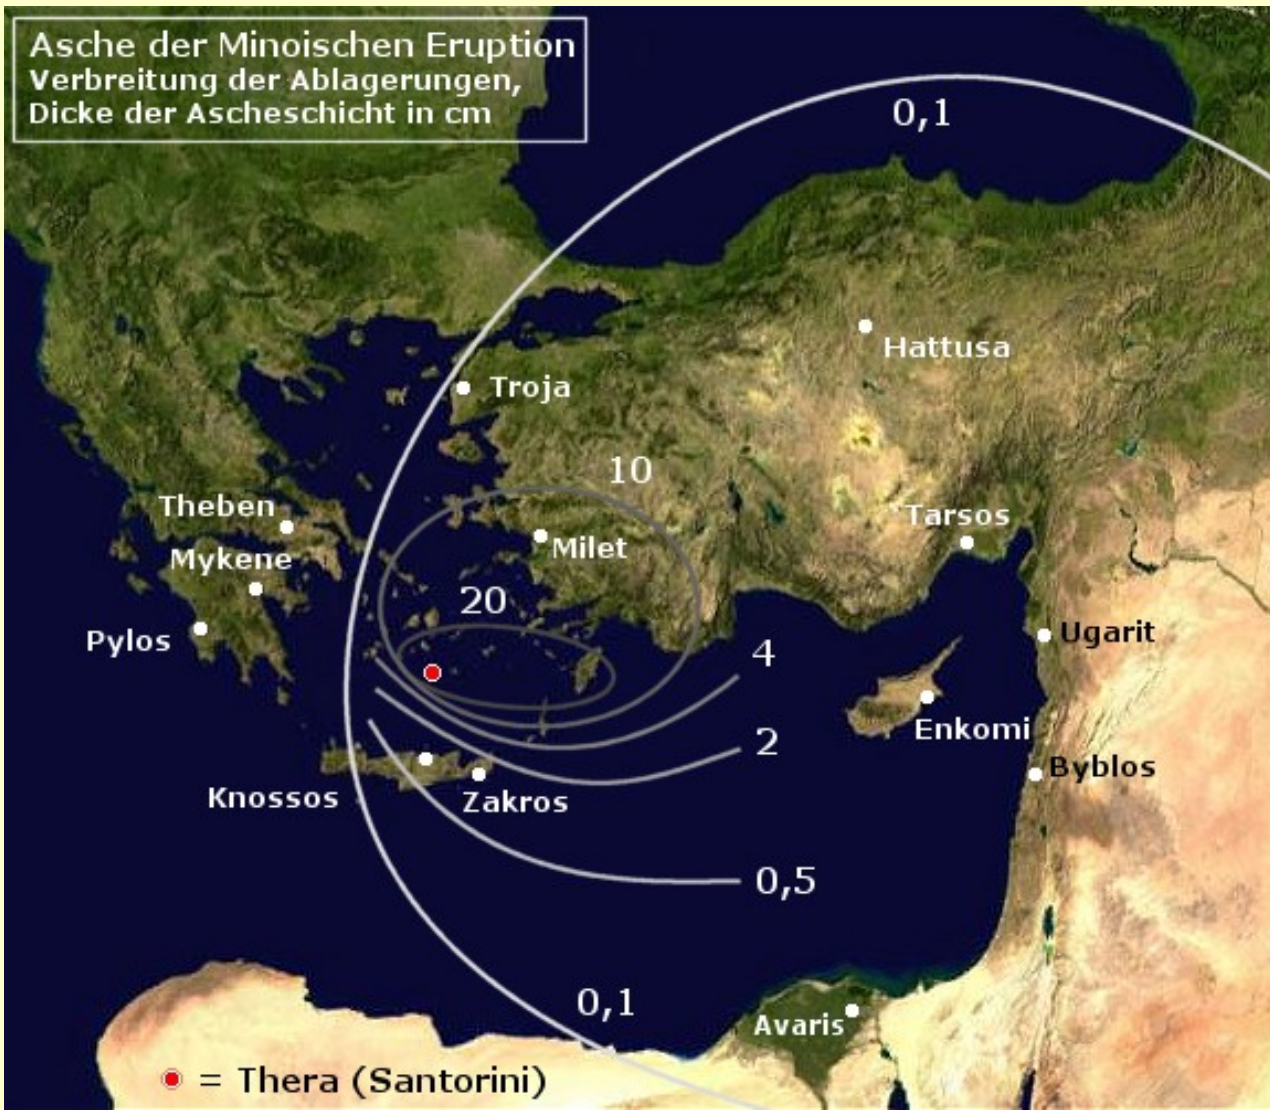 Asche der Minoischen Eruption
Verbreitung der Ablagerungen,
Dicke der Ascheschicht in cm
0,1
Hattusa
Troja
10
Theben
Tarsos
Milet
Mykene
20
Pylos
Ugarit
4
Enkomi
2
Byblos
Knossos
Zakros
0,5
0,1
Avaris
= Thera (Santorini)